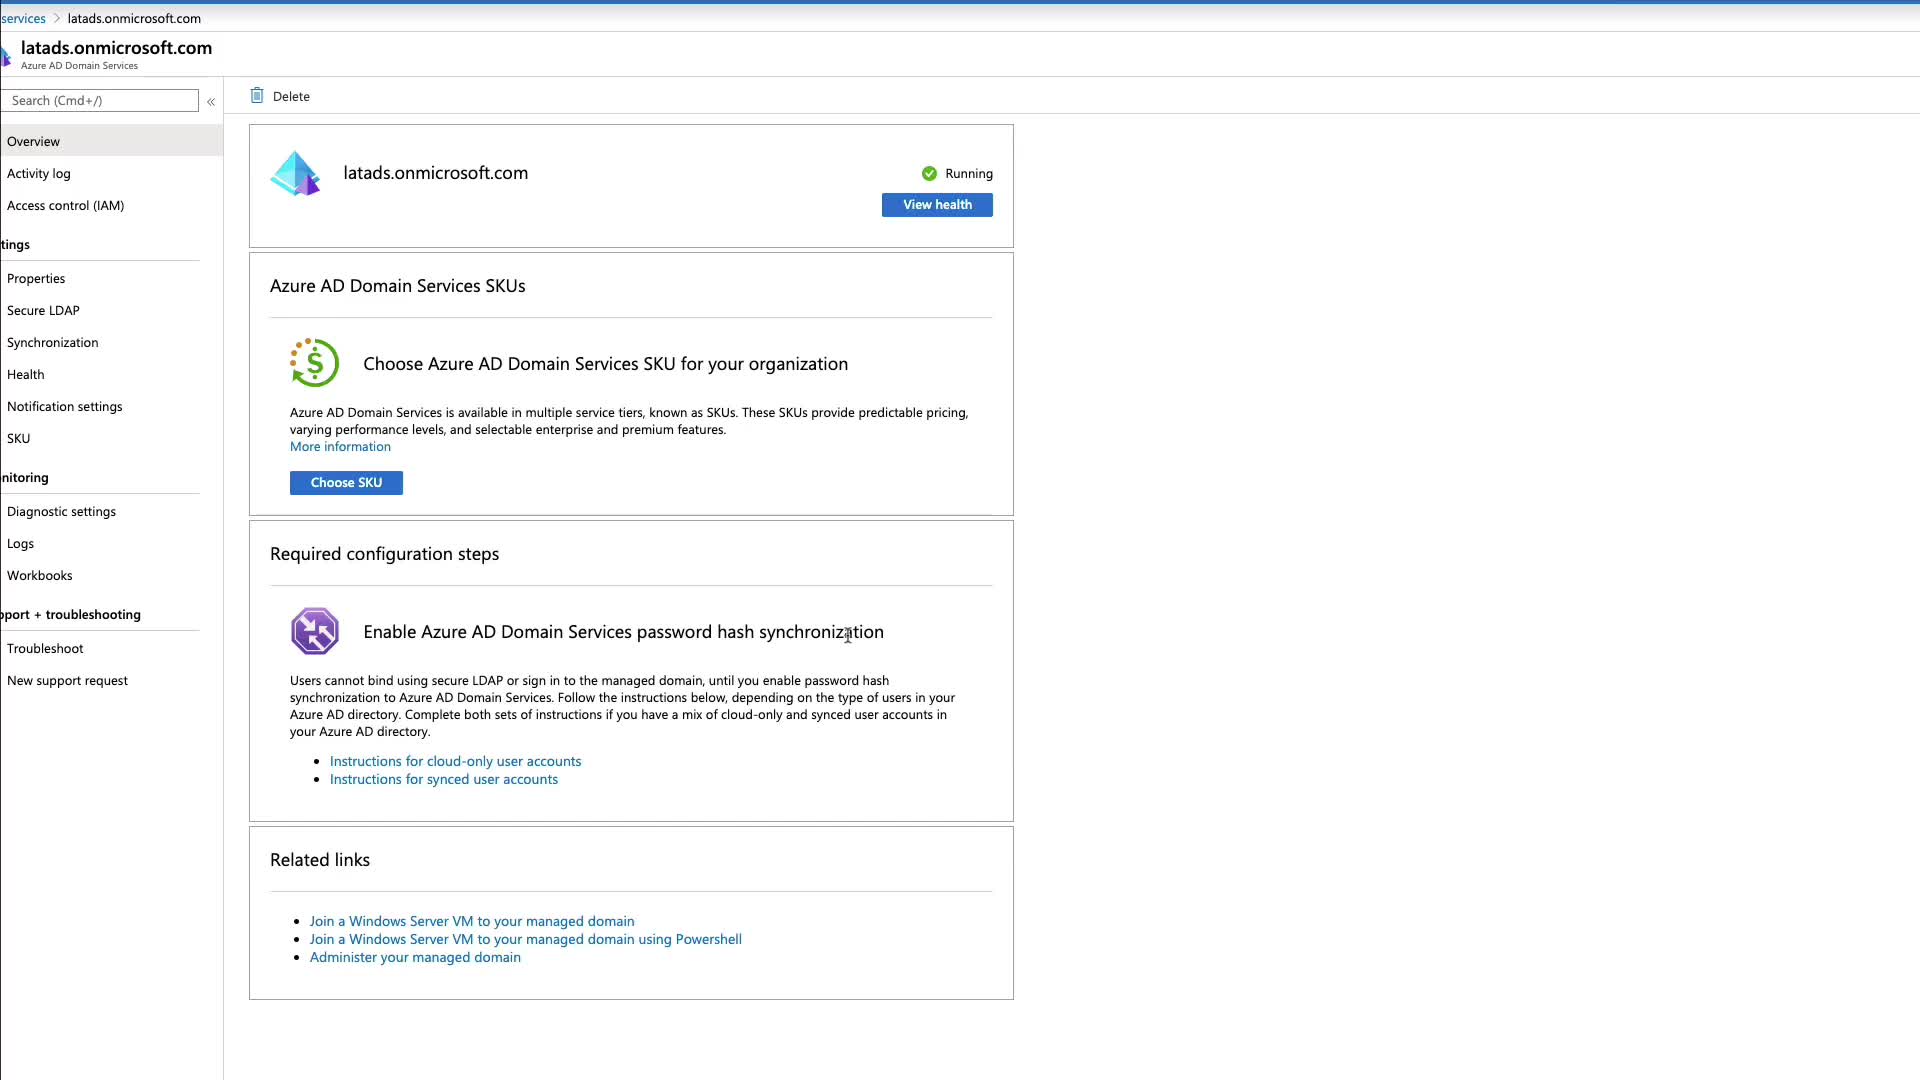 services > latads.onmicrosoft.com
latads.onmicrosoft.com
Azure AD Domain Services
Search (Cmd+/)
«
Overview
Activity log
Access control (IAM)
tings
Properties
Secure LDAP
Synchronization
Health
Notification settings
SKU
nitoring
Diagnostic settings
Logs
Workbooks
pport + troubleshooting
Troubleshoot
New support request
Delete
latads.onmicrosoft.com
Running
View health
Azure AD Domain Services SKUs
Choose Azure AD Domain Services SKU for your organization
Azure AD Domain Services is available in multiple service tiers, known as SKUs. These SKUs provide predictable pricing,
varying performance levels, and selectable enterprise and premium features.
More information
Choose SKU
Required configuration steps
Enable Azure AD Domain Services password hash synchronization
Users cannot bind using secure LDAP or sign in to the managed domain, until you enable password hash
synchronization to Azure AD Domain Services. Follow the instructions below, depending on the type of users in your
Azure AD directory. Complete both sets of instructions if you have a mix of cloud-only and synced user accounts in
your Azure AD directory.
• Instructions for cloud-only user accounts
• Instructions for synced user accounts
Related links
• Join a Windows Server VM to your managed domain
• Join a Windows Server VM to your managed domain using Powershell
• Administer your managed domain